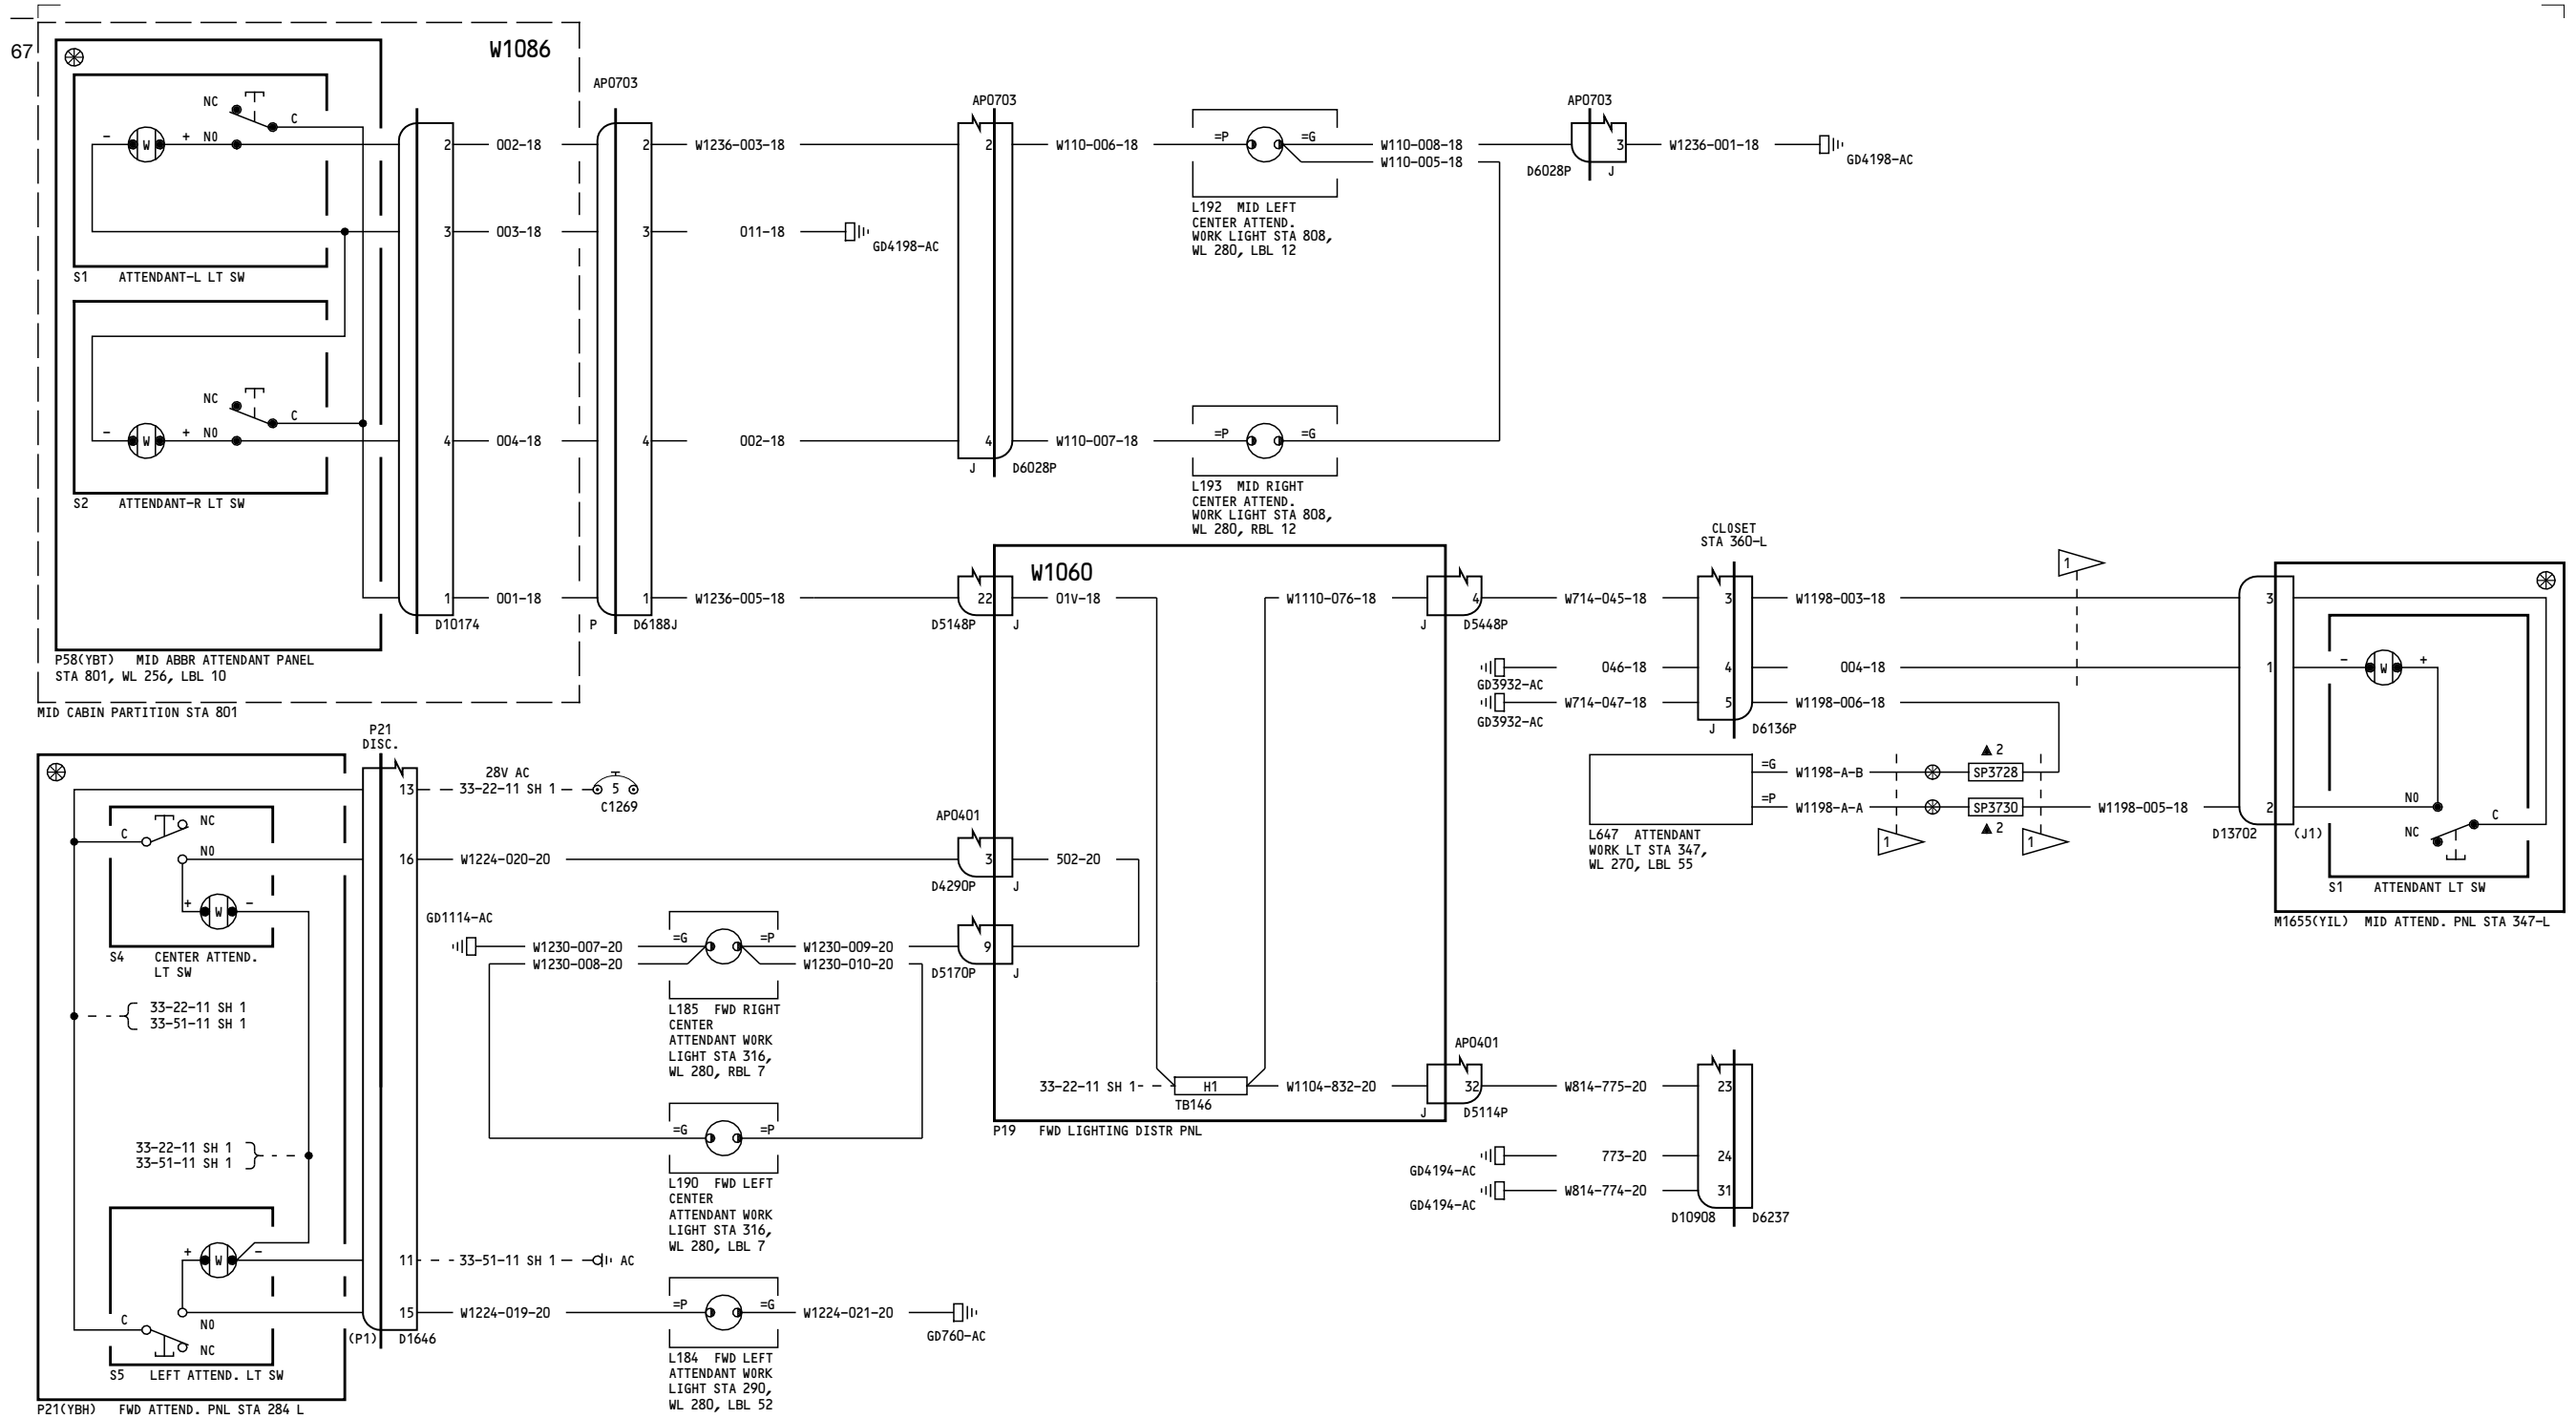 67
W1086
NC
C
- W + NO
S1 ATTENDANT-L LT SW
NC
C
- W + NO
S2 ATTENDANT-R LT SW
P58(YBT) MID ABBR ATTENDANT PANEL
STA 801, WL 256, LBL 10
MID CABIN PARTITION STA 801
2 002-18
3 003-18
4 004-18
1 001-18
D10174
AP0703
2 W1236-003-18
3 011-18
GD4198-AC
4 002-18
1 W1236-005-18
P D6188J
AP0703
2 W110-006-18
4 W110-007-18
J D6028P
=P =G
W110-008-18
W110-005-18
L192 MID LEFT
CENTER ATTEND.
WORK LIGHT STA 808,
WL 280, LBL 12
AP0703
3 W1236-001-18
D6028P J
GD4198-AC
=P =G
L193 MID RIGHT
CENTER ATTEND.
WORK LIGHT STA 808,
WL 280, RBL 12
W1060
22 01V-18
D5148P J
W1110-076-18 4
J D5448P
W714-045-18
046-18
GD3932-AC
W714-047-18
GD3932-AC
CLOSET
STA 360-L
3 W1198-003-18
4 004-18
5 W1198-006-18
J D6136P
1
=G W1198-A-B SP3728
2
=P W1198-A-A SP3730 W1198-005-18
2
1
1
L647 ATTENDANT
WORK LT STA 347,
WL 270, LBL 55
3
1
2
D13702 (J1)
- W +
NO
C
NC
S1 ATTENDANT LT SW
M1655(YIL) MID ATTEND. PNL STA 347-L
P21
DISC.
28V AC
13 33-22-11 SH 1 5
C1269
C NC
NO
+ W -
S4 CENTER ATTEND.
LT SW
33-22-11 SH 1
33-51-11 SH 1
33-22-11 SH 1
33-51-11 SH 1
+ W -
C
NO
NC
S5 LEFT ATTEND. LT SW
P21(YBH) FWD ATTEND. PNL STA 284 L
16 W1224-020-20
11 33-51-11 SH 1 AC
15 W1224-019-20
(P1) D1646
GD1114-AC
W1230-007-20 =G =P W1230-009-20
W1230-008-20 W1230-010-20
L185 FWD RIGHT
CENTER
ATTENDANT WORK
LIGHT STA 316,
WL 280, RBL 7
=G =P
L190 FWD LEFT
CENTER
ATTENDANT WORK
LIGHT STA 316,
WL 280, LBL 7
=P =G W1224-021-20
GD760-AC
L184 FWD LEFT
ATTENDANT WORK
LIGHT STA 290,
WL 280, LBL 52
AP0401
3 502-20
D4290P J
9
D5170P J
33-22-11 SH 1 H1 W1104-832-20
TB146
P19 FWD LIGHTING DISTR PNL
AP0401
32 W814-775-20 23
J D5114P
773-20 24
GD4194-AC
W814-774-20 31
GD4194-AC
D10908 D6237